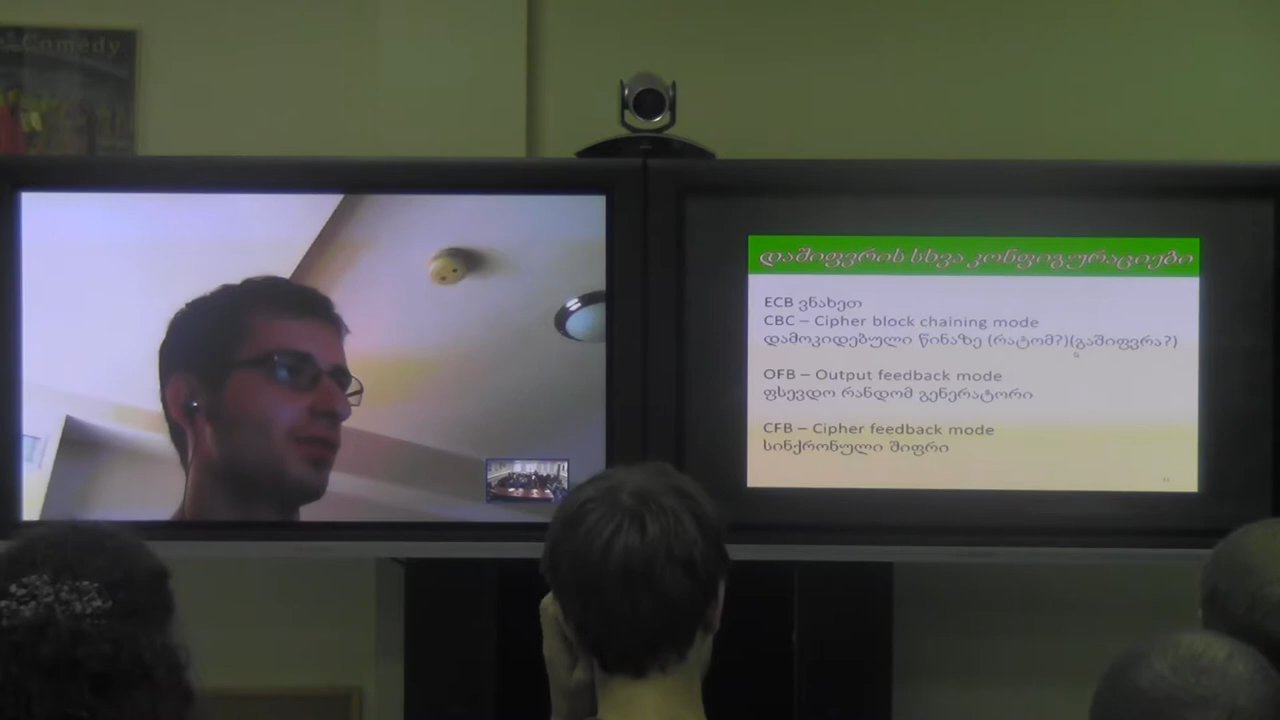 Comedy
დაშიფვრის სხვა კონფიგურაციები
ECB ვნახეთ
CBC – Cipher block chaining mode
დამოკიდებული წინაზე (რატომ?)(გაშიფვრა?)
OFB – Output feedback mode
ფსევდო რანდომ გენერატორი
CFB – Cipher feedback mode
სინქრონული შიფრი